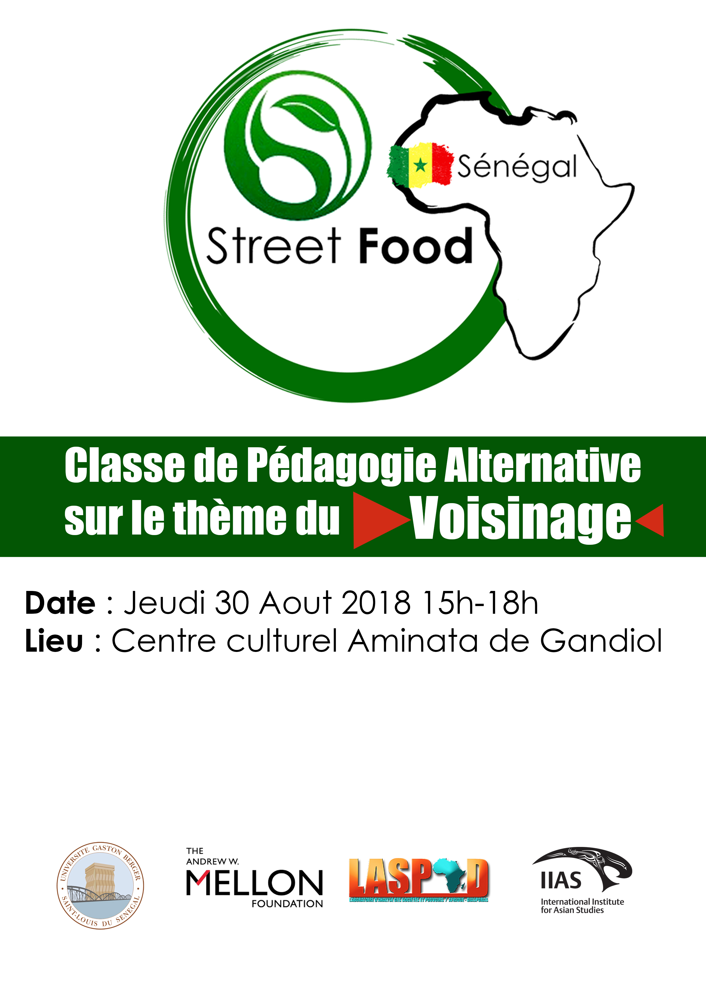 Sénégal
Street Food
Classe de Pédagogie Alternative
sur le thème du Voisinage
Date : Jeudi 30 Aout 2018 15h-18h
Lieu : Centre culturel Aminata de Gandiol
UNIVERSITE GASTON BERGER
SAINT-LOUIS DU SENEGAL
THE
ANDREW W.
MELLON
FOUNDATION
LASPAD
LABORATOIRE D'ANALYSE DES SOCIÉTÉS ET POUVOIRS / AFRIQUE - DIASPORAS
IIAS
International Institute
for Asian Studies